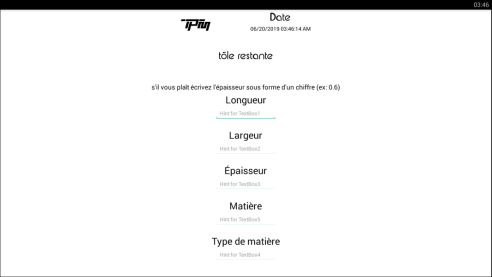 03:46
Date
06/20/2019 03:46:14 AM
tôle restante
s'il vous plaît écrivez l'épaisseur sous forme d'un chiffre (ex: 0.6)
Longueur
Hint for TextBox1
Largeur
Hint for TextBox2
Épaisseur
Hint for TextBox3
Matière
Hint for TextBox5
Type de matière
Hint for TextBox4